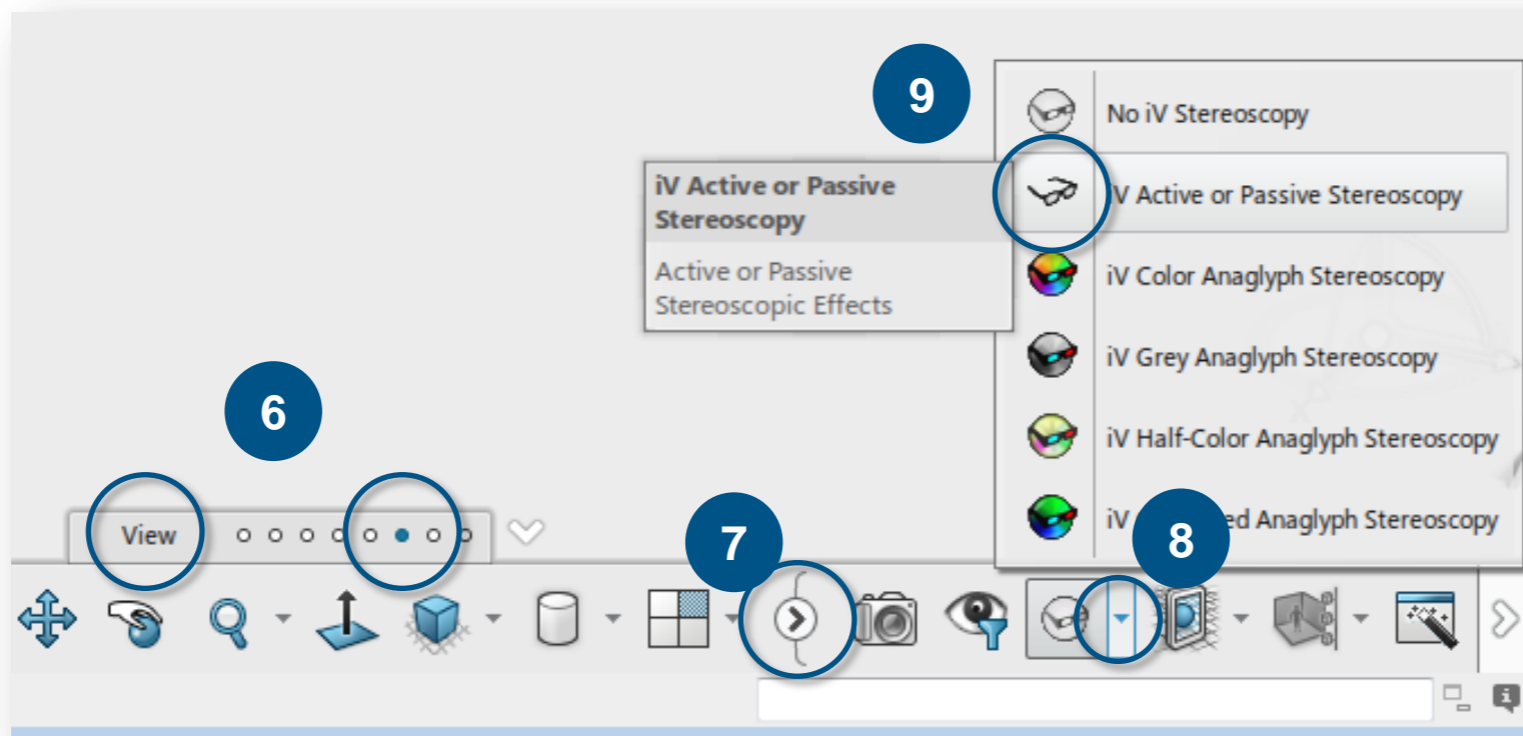 9
No iV Stereoscopy
iV Active or Passive
Stereoscopy
Active or Passive
Stereoscopic Effects
iV Active or Passive Stereoscopy
iV Color Anaglyph Stereoscopy
iV Grey Anaglyph Stereoscopy
iV Half-Color Anaglyph Stereoscopy
iV ed Anaglyph Stereoscopy
6
View
7
8